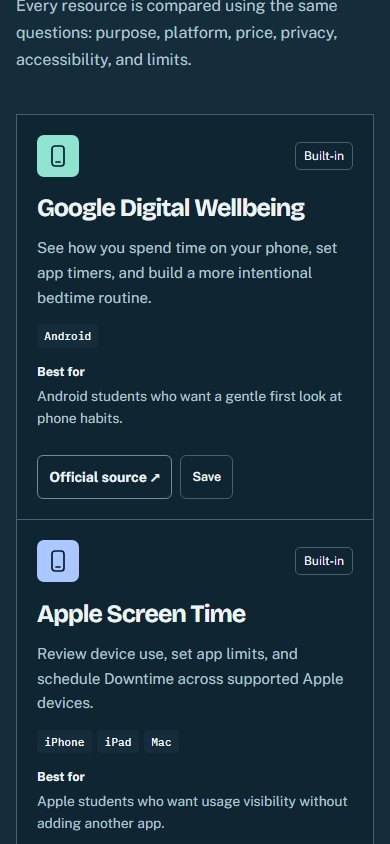 Every resource is compared using the same
questions: purpose, platform, price, privacy,
accessibility, and limits.
Built-in
Google Digital Wellbeing
See how you spend time on your phone, set
app timers, and build a more intentional
bedtime routine.
Android
Best for
Android students who want a gentle first look at
phone habits.
Official source ↗ Save
Built-in
Apple Screen Time
Review device use, set app limits, and
schedule Downtime across supported Apple
devices.
iPhone iPad Mac
Best for
Apple students who want usage visibility without
adding another app.